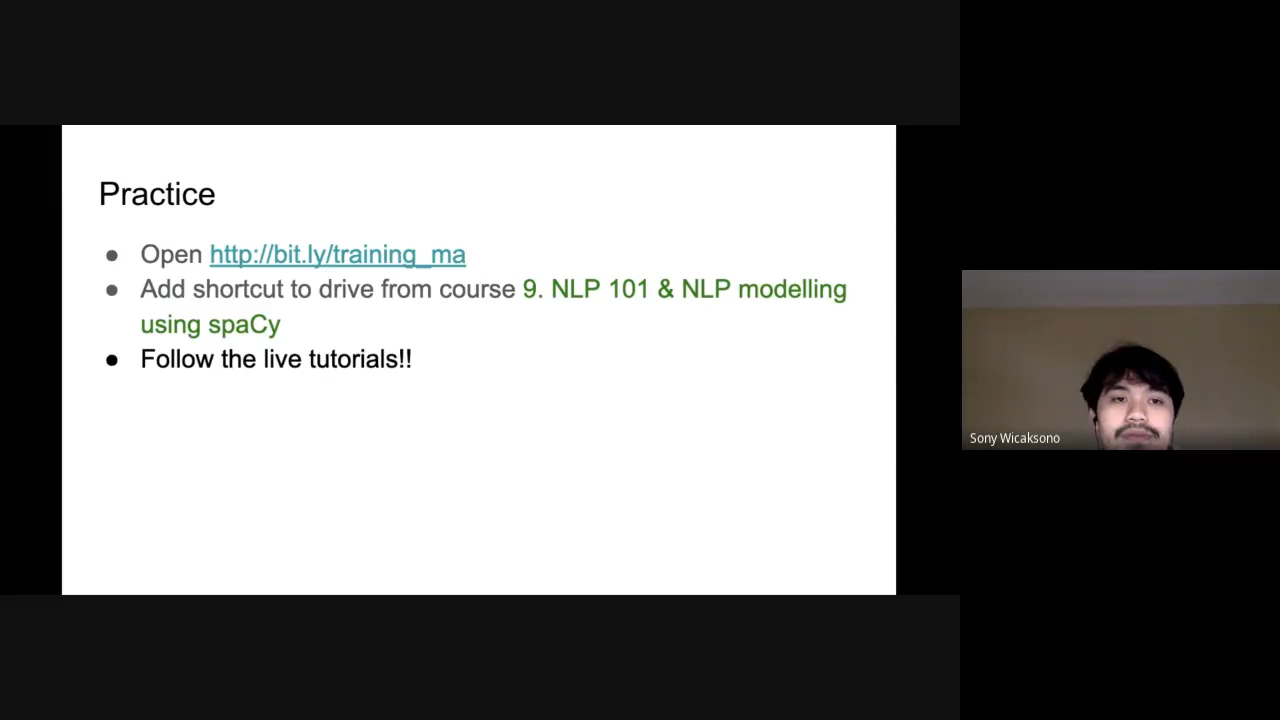 Practice
● Open http://bit.ly/training_ma
● Add shortcut to drive from course 9. NLP 101 & NLP modelling
using spaCy
● Follow the live tutorials!!
Sony Wicaksono